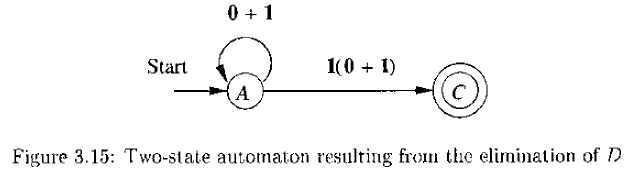 0 + 1
Start
1(0 + 1)
A
C
Figure 3.15: Two-state automaton resulting from the elimination of D